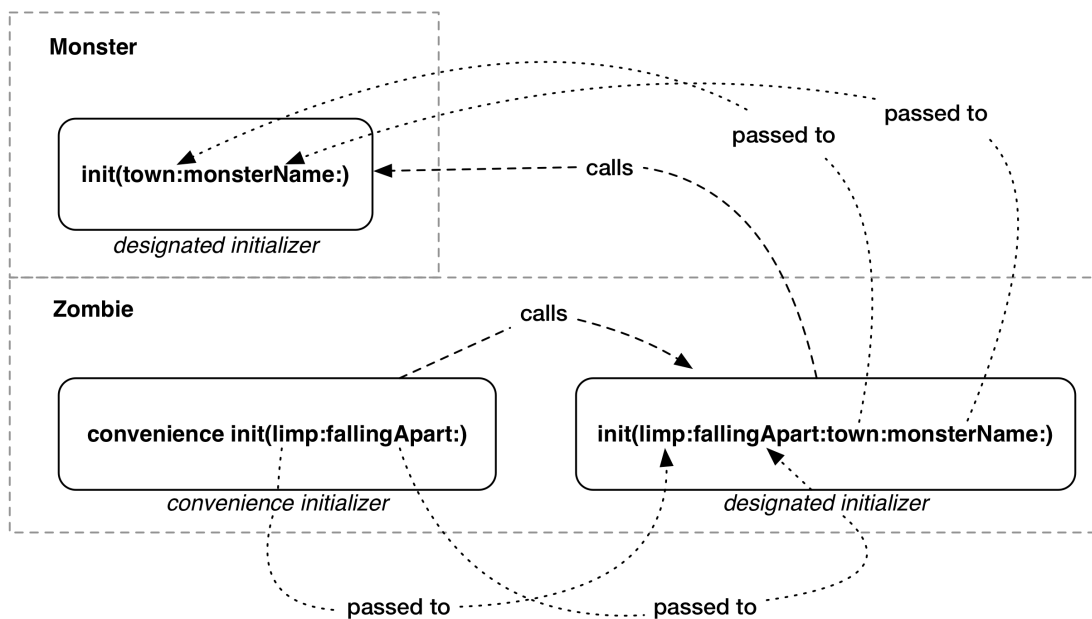 Monster
passed to
passed to
calls
init(town:monsterName:)
designated initializer
Zombie
calls
convenience init(limp:fallingApart:)
init(limp:fallingApart:town:monsterName:)
convenience initializer
designated initializer
passed to
passed to